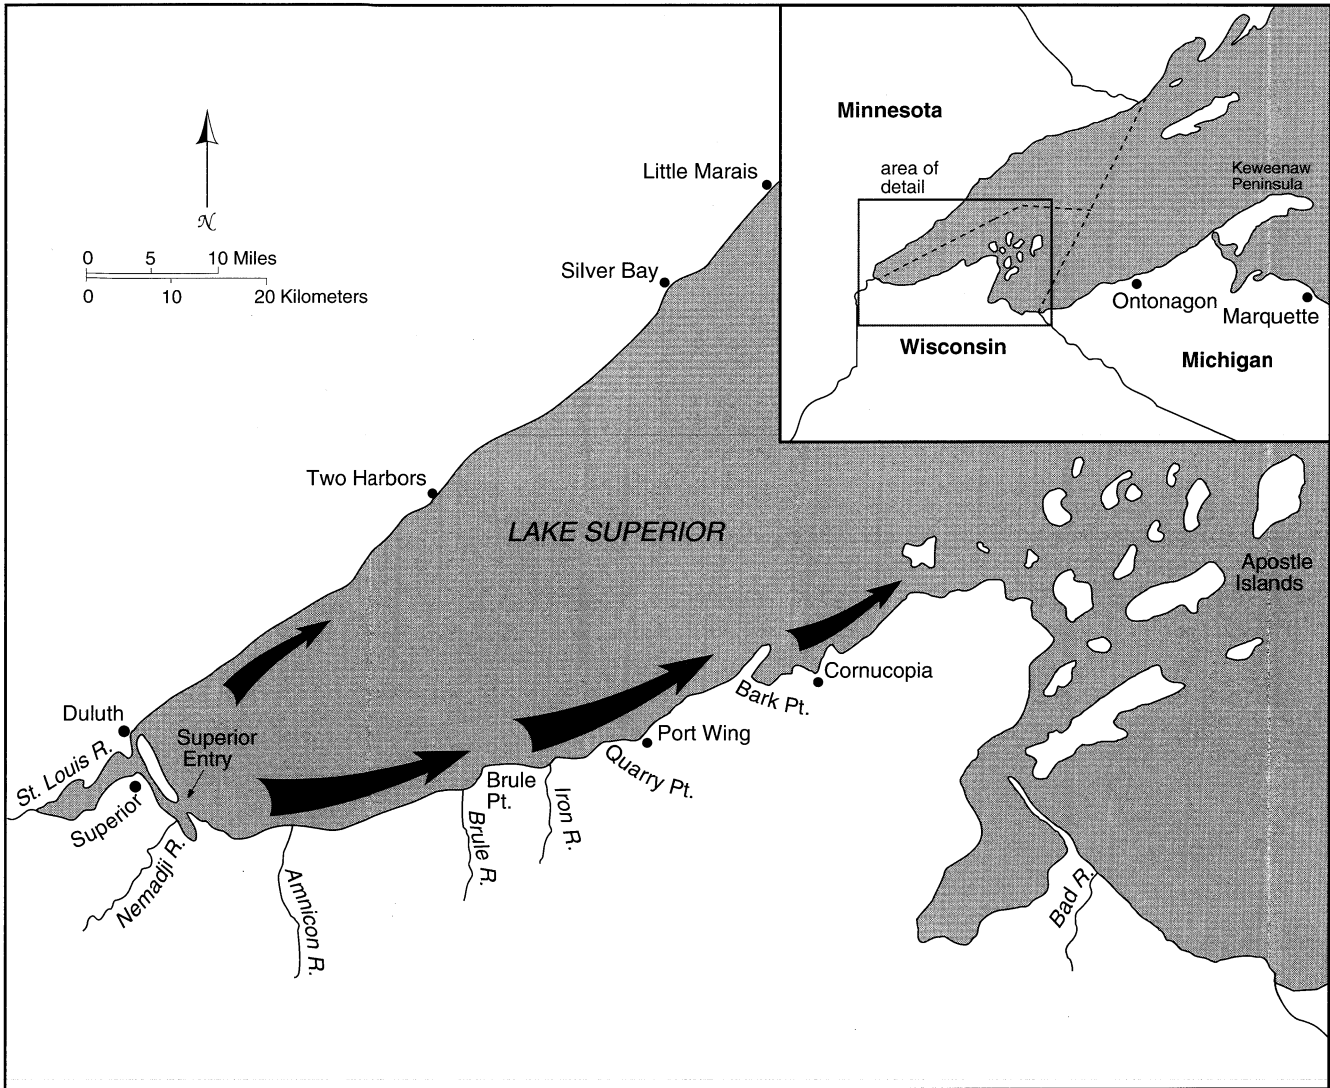 Minnesota
area of
detail
Keweenaw
Peninsula
Ontonagon
Marquette
Wisconsin
Michigan
N
0 5 10 Miles
0 10 20 Kilometers
Little Marais
Silver Bay
Two Harbors
LAKE SUPERIOR
Apostle
Islands
Cornucopia
Bark Pt.
Port Wing
Quarry Pt.
Duluth
Superior
Entry
St. Louis R.
Superior
Brule
Pt.
Iron R.
Brule R.
Nemadji R.
Amnicon R.
Bad R.